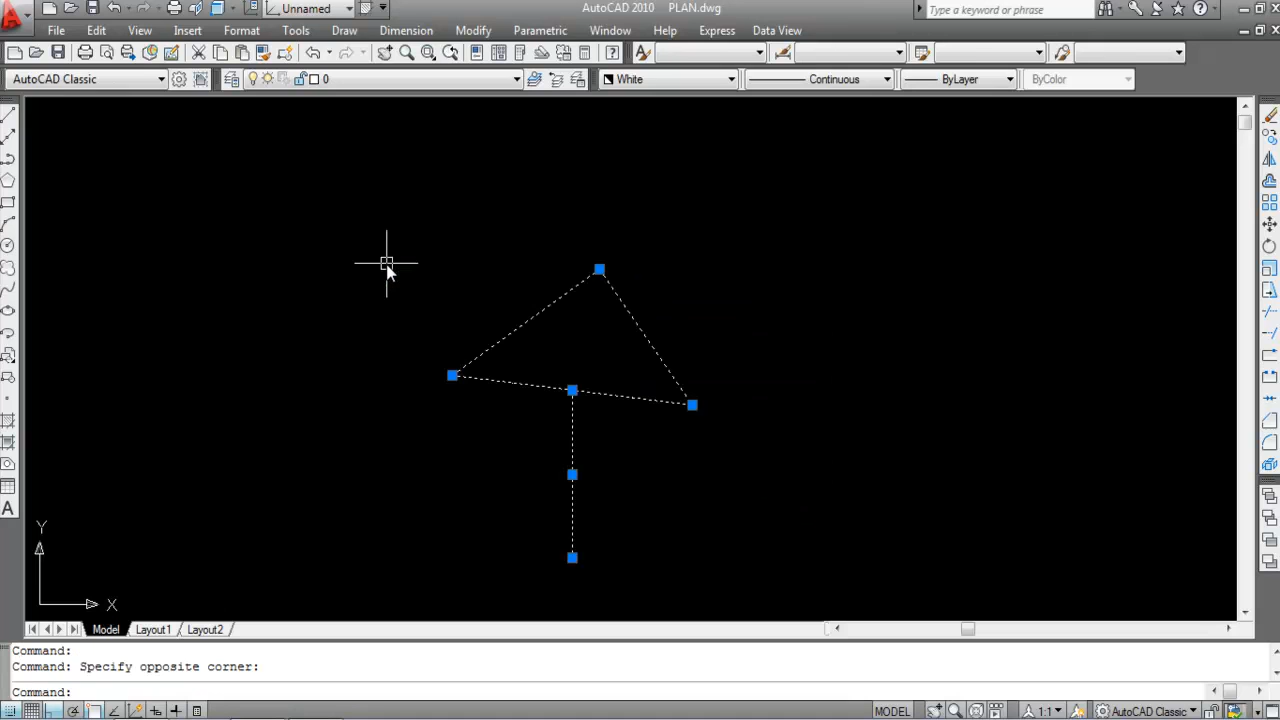 Unnamed
AutoCAD 2010 PLAN.dwg
Type a keyword or phrase
File Edit View Insert Format Tools Draw Dimension Modify Parametric Window Help Express Data View
AutoCAD Classic 0 White Continuous ByLayer ByColor
Y
X
Model Layout1 Layout2
Command:
Command: Specify opposite corner:
Command:
MODEL 1:1 AutoCAD Classic